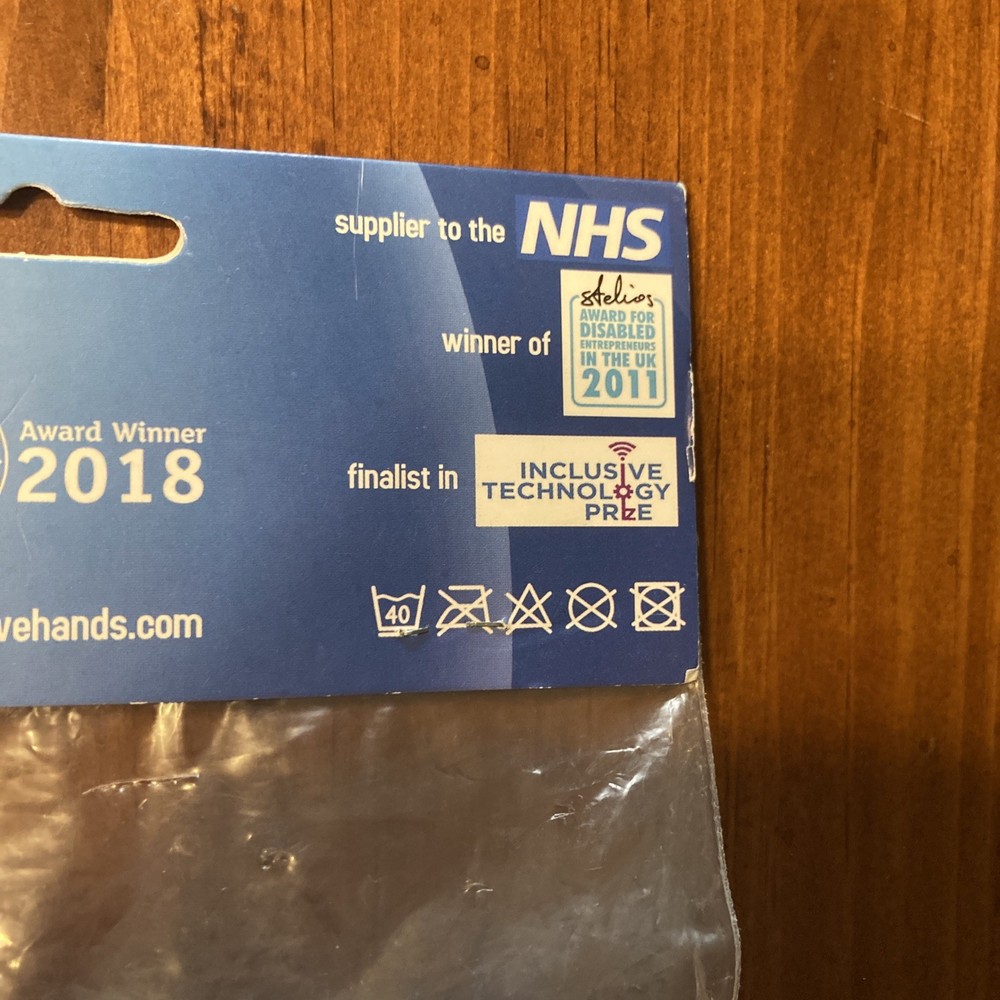 supplier to the NHS
stelios
AWARD FOR
DISABLED
ENTREPRENEURS
IN THE UK
2011
winner of
Award Winner
2018
finalist in
INCLUSIVE
TECHNOLOGY
PRIZE
vehands.com
40